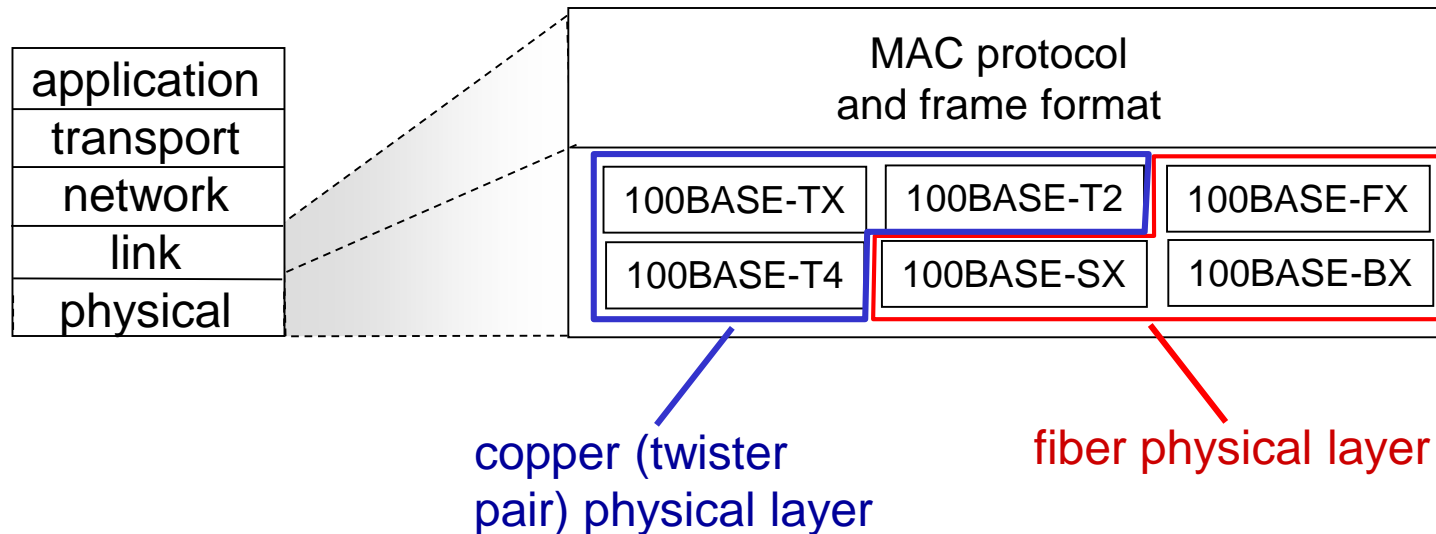 application
transport
network
link
physical
MAC protocol
and frame format
100BASE-TX
100BASE-T2
100BASE-FX
100BASE-T4
100BASE-SX
100BASE-BX
copper (twister
pair) physical layer
fiber physical layer